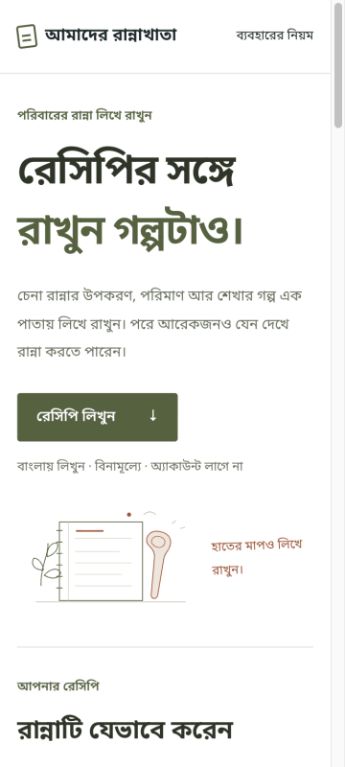 আমাদের রান্নাখাতা
ব্যবহারের নিয়ম
পরিবারের রান্না লিখে রাখুন
রেসিপির সঙ্গে
রাখুন গল্পটাও।
চেনা রান্নার উপকরণ, পরিমাণ আর শেখার গল্প এক
পাতায় লিখে রাখুন। পরে আরেকজনও যেন দেখে
রান্না করতে পারেন।
রেসিপি লিখুন ↓
বাংলায় লিখুন · বিনামূল্যে · অ্যাকাউন্ট লাগে না
হাতের মাপও লিখে
রাখুন।
আপনার রেসিপি
রান্নাটি যেভাবে করেন